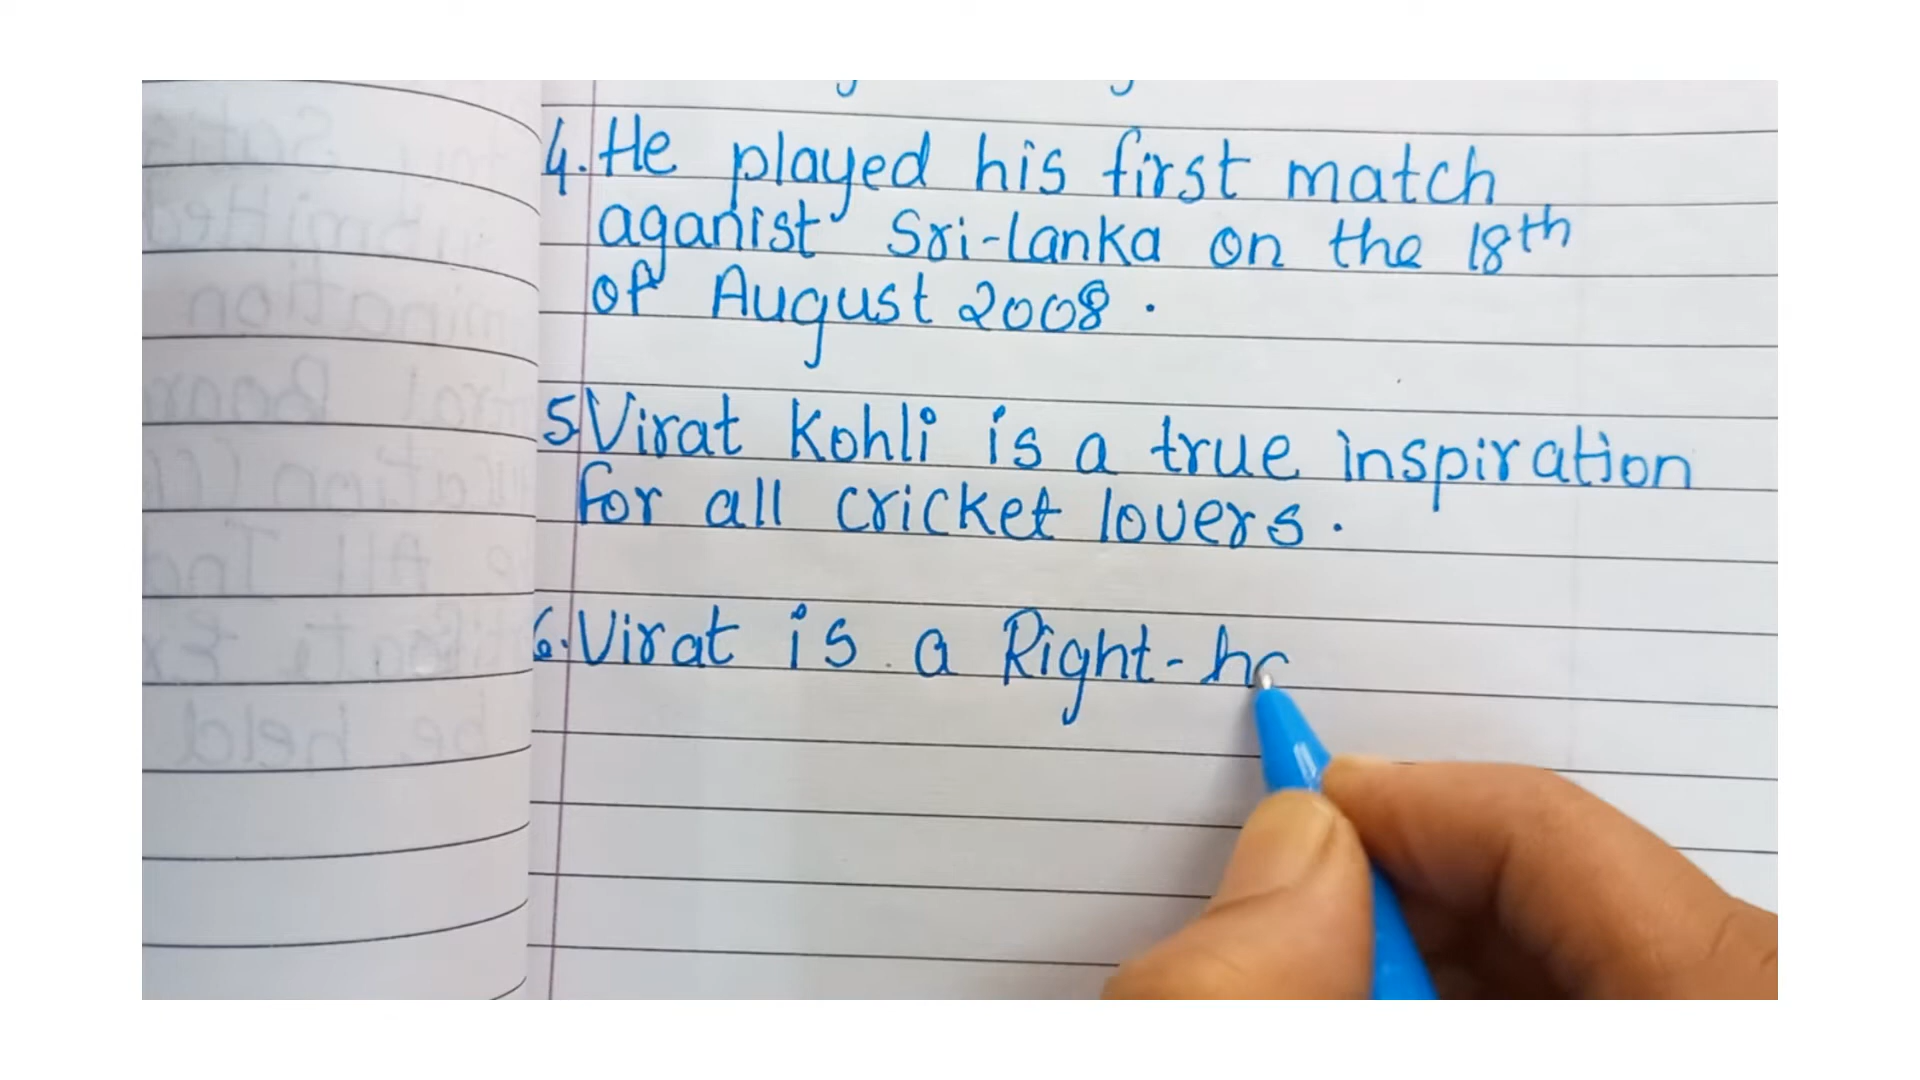 4. He played his first match
aganist Sri-lanka on the 18th
of August 2008.
5. Virat Kohli is a true inspiration
for all cricket lovers.
6. Virat is a Right-ha